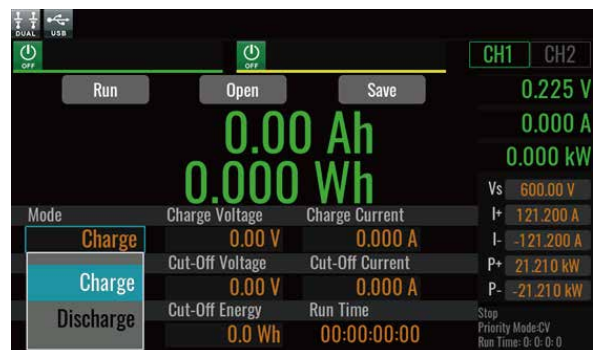 DUAL USB
OFF OFF CH1 CH2
Run Open Save
0.225 V
0.000 A
0.000 kW
0.00 Ah
0.000 Wh
Vs 600.00 V
I+ 121.200 A
I- -121.200 A
P+ 21.210 kW
P- -21.210 kW
Mode Charge Voltage Charge Current
Charge 0.00 V 0.000 A
Charge
Discharge
Cut-Off Voltage Cut-Off Current
0.00 V 0.000 A
Cut-Off Energy Run Time
0.0 Wh 00:00:00:00
Stop
Priority Mode:CV
Run Time: 0: 0: 0: 0